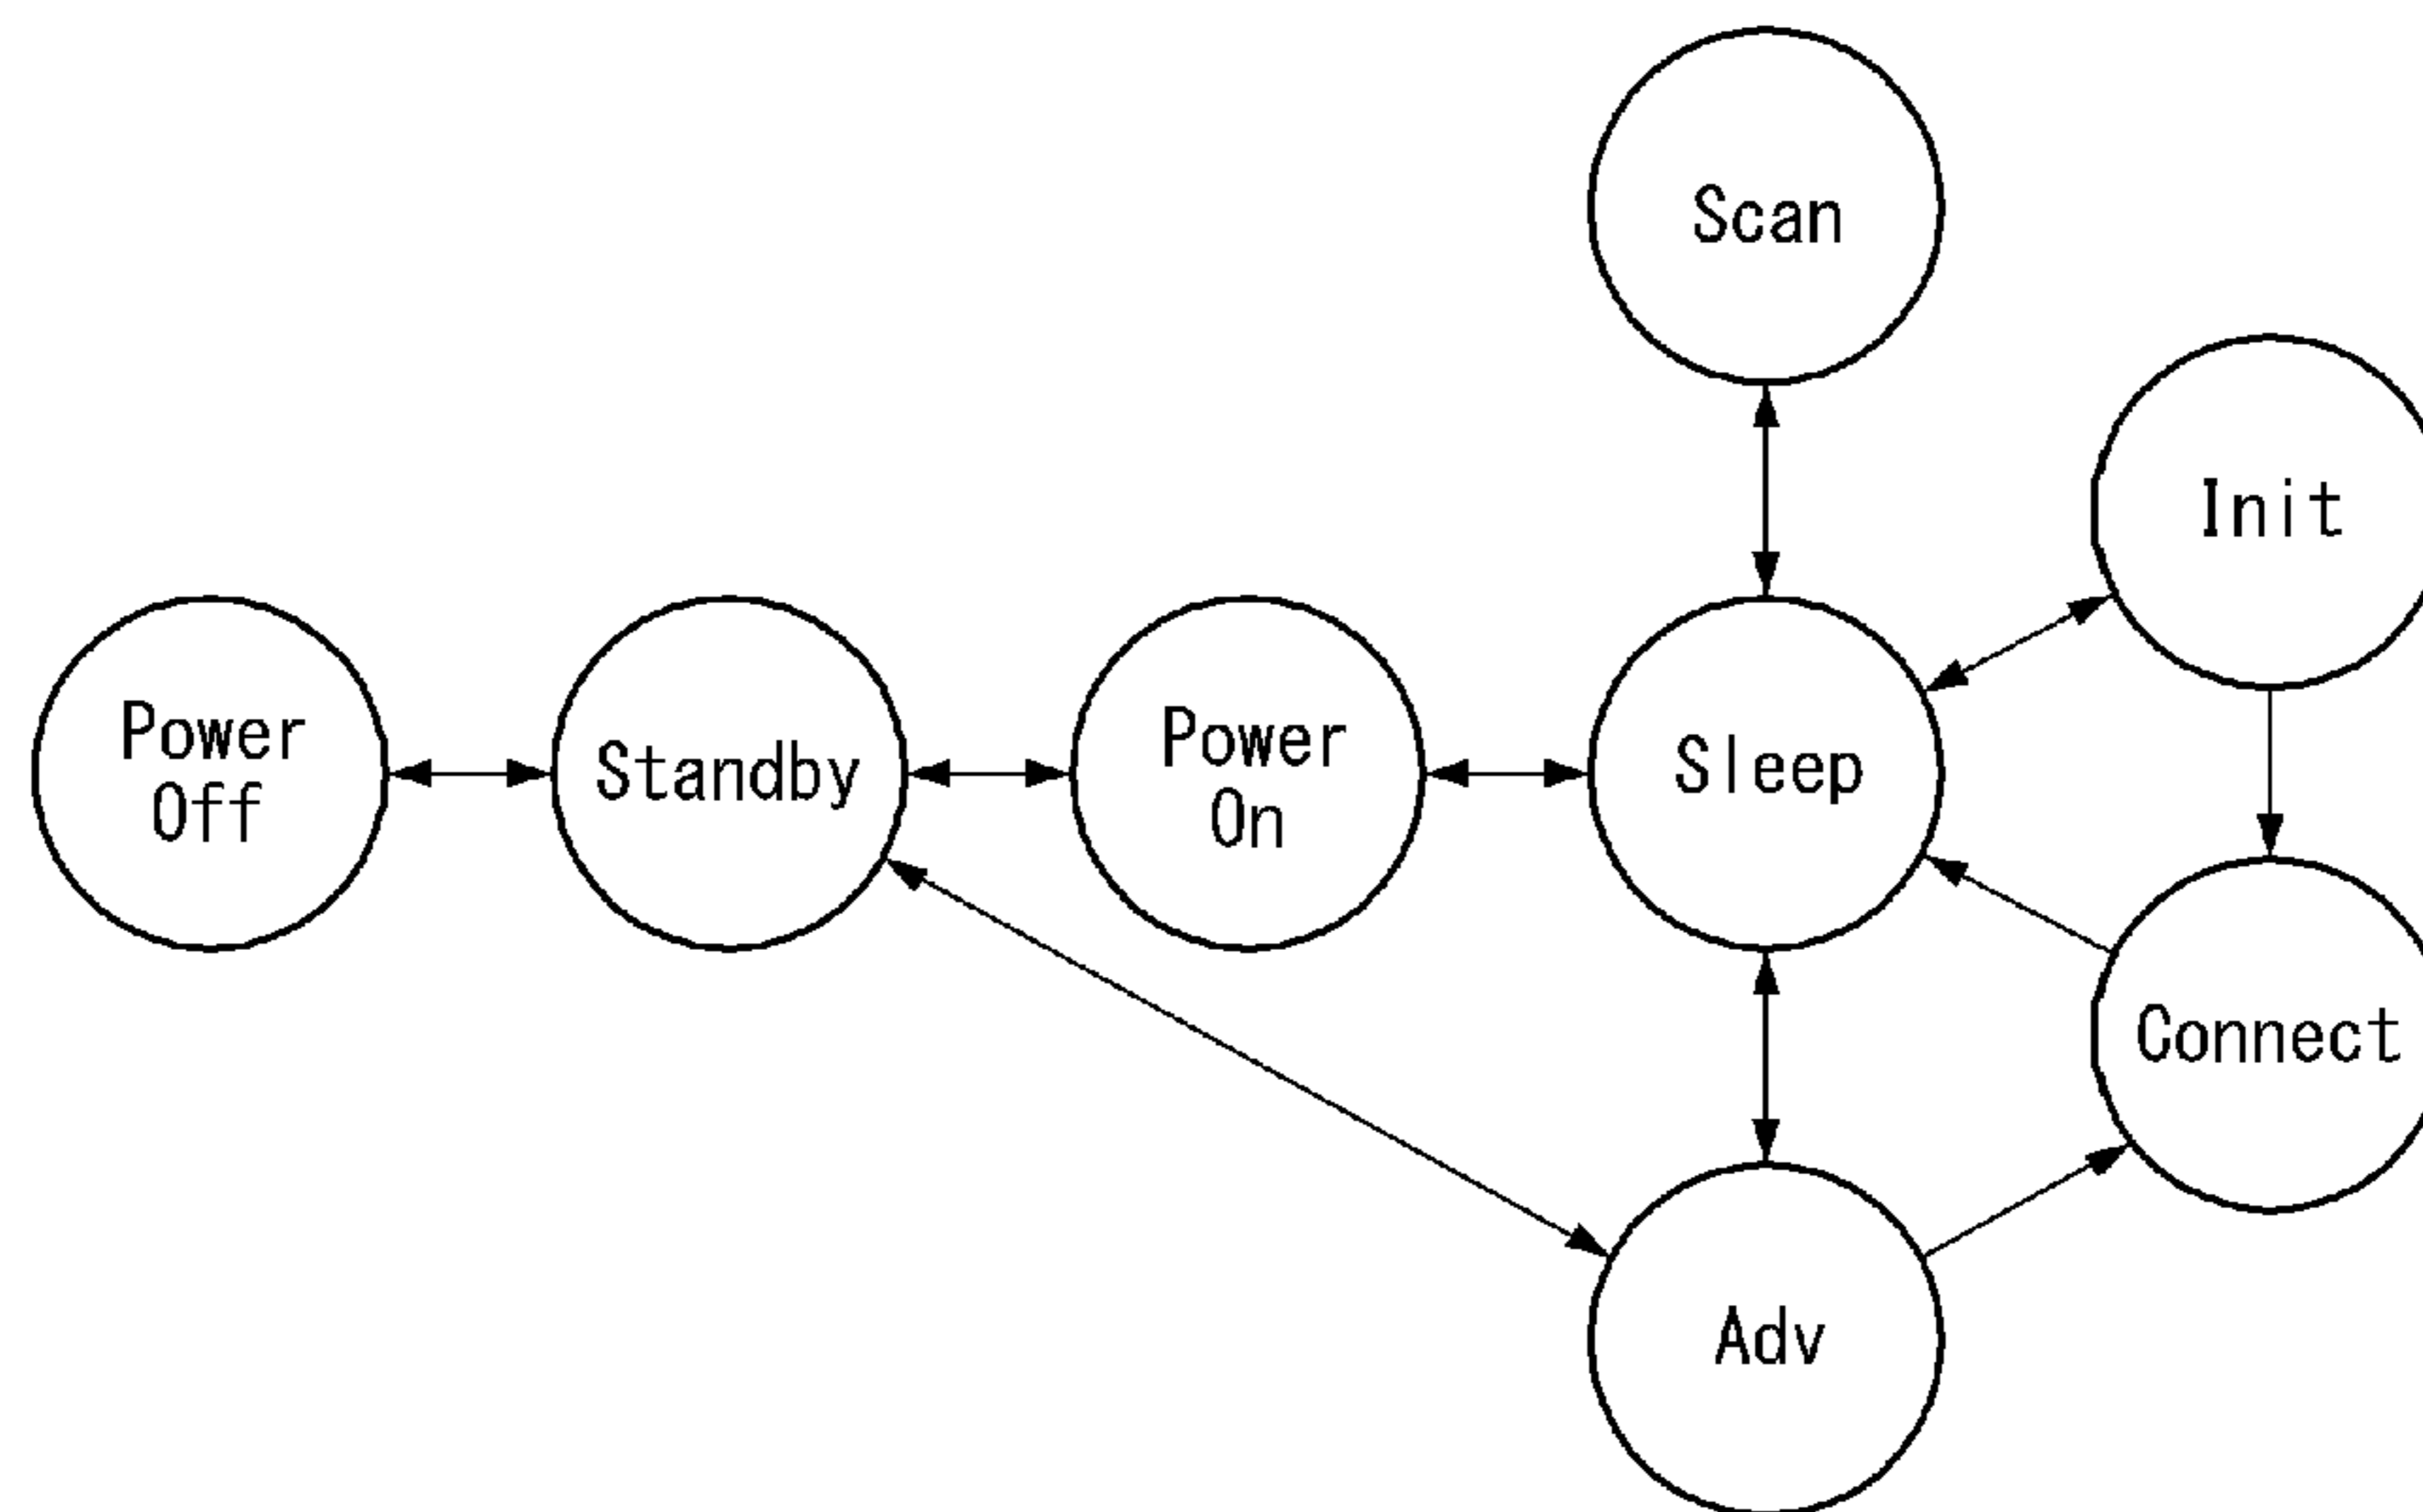 Scan
Init
Power
Off
Standby
Power
On
Sleep
Connect
Adv